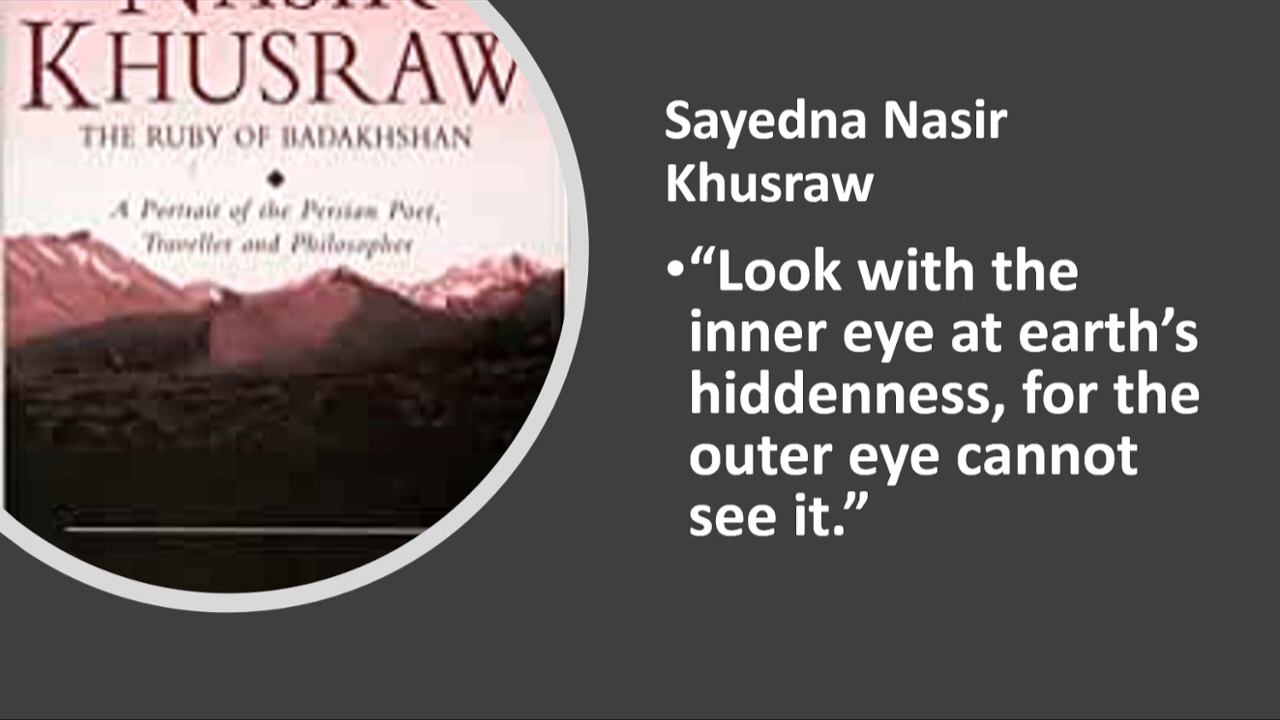 NASIR
KHUSRAW
THE RUBY OF BADAKHSHAN
A Portrait of the Persian Poet,
Traveller and Philosopher
Sayedna Nasir
Khusraw
•“Look with the
inner eye at earth’s
hiddenness, for the
outer eye cannot
see it.”